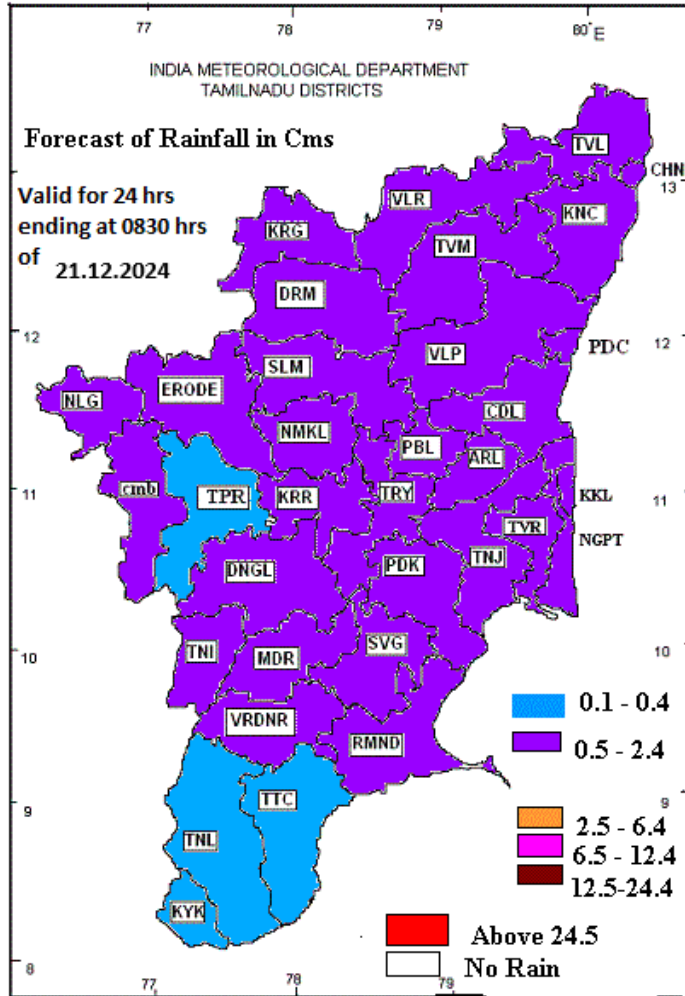 77 78 79 80 E
INDIA METEOROLOGICAL DEPARTMENT
TAMILNADU DISTRICTS
Forecast of Rainfall in Cms
TVL
CHN
13
Valid for 24 hrs
ending at 0830 hrs
of
21.12.2024
VLR
KNC
KRG
TVM
DRM
12
12
PDC
VLP
SLM
ERODE
NLG
CDL
NMKL
PBL
ARL
cmb
TPR
KRR
TRY
11
11
KKL
TVR
NGPT
DNGL
PDK
TNJ
TNI
MDR
SVG
10
10
VRDNR
RMND
0.1 - 0.4
0.5 - 2.4
TTC
9
9
TNL
2.5 - 6.4
6.5 - 12.4
12.5-24.4
KYK
Above 24.5
No Rain
8
77 78 79